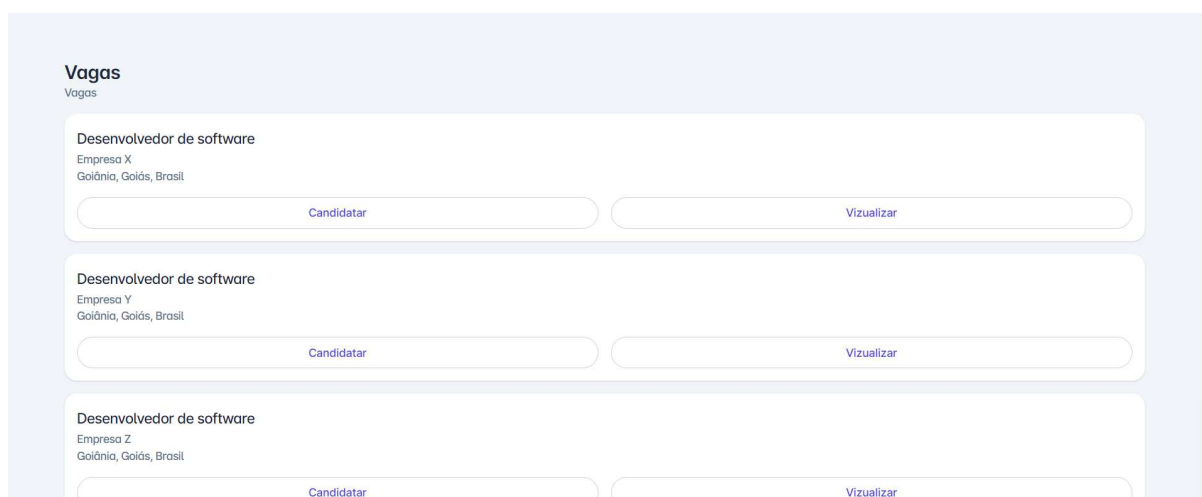 Vagas
Vagas
Desenvolvedor de software
Empresa X
Goiânia, Goiás, Brasil
Candidatar
Vizualizar
Desenvolvedor de software
Empresa Y
Goiânia, Goiás, Brasil
Candidatar
Vizualizar
Desenvolvedor de software
Empresa Z
Goiânia, Goiás, Brasil
Candidatar
Vizualizar